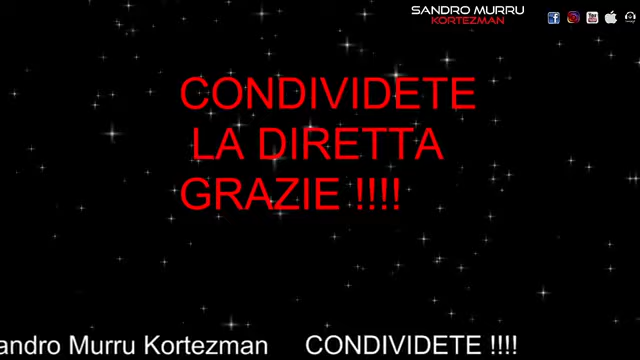 SANDRO MURRU
KORTEZMAN
CONDIVIDETE
LA DIRETTA
GRAZIE !!!!
andro Murru Kortezman CONDIVIDETE !!!!